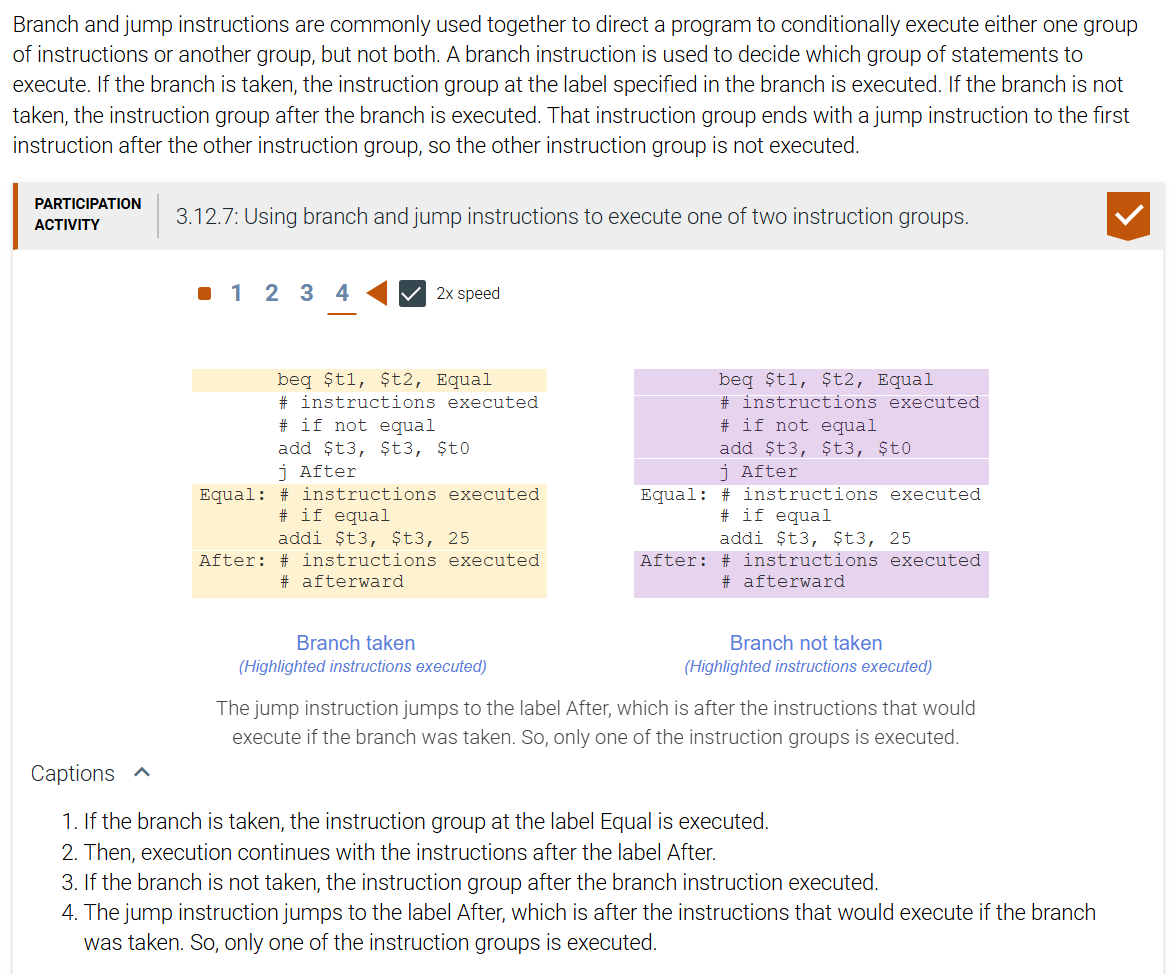 Branch and jump instructions are commonly used together to direct a program to conditionally execute either one group
of instructions or another group, but not both. A branch instruction is used to decide which group of statements to
execute. If the branch is taken, the instruction group at the label specified in the branch is executed. If the branch is not
taken, the instruction group after the branch is executed. That instruction group ends with a jump instruction to the first
instruction after the other instruction group, so the other instruction group is not executed.
PARTICIPATION
ACTIVITY
3.12.7: Using branch and jump instructions to execute one of two instruction groups.
1 2 3 4 2x speed
beq $t1, $t2, Equal
# instructions executed
# if not equal
add $t3, $t3, $t0
j After
Equal: # instructions executed
# if equal
addi $t3, $t3, 25
After: # instructions executed
# afterward
Branch taken
(Highlighted instructions executed)
beq $t1, $t2, Equal
# instructions executed
# if not equal
add $t3, $t3, $t0
j After
Equal: # instructions executed
# if equal
addi $t3, $t3, 25
After: # instructions executed
# afterward
Branch not taken
(Highlighted instructions executed)
The jump instruction jumps to the label After, which is after the instructions that would
execute if the branch was taken. So, only one of the instruction groups is executed.
Captions
1. If the branch is taken, the instruction group at the label Equal is executed.
2. Then, execution continues with the instructions after the label After.
3. If the branch is not taken, the instruction group after the branch instruction executed.
4. The jump instruction jumps to the label After, which is after the instructions that would execute if the branch
was taken. So, only one of the instruction groups is executed.